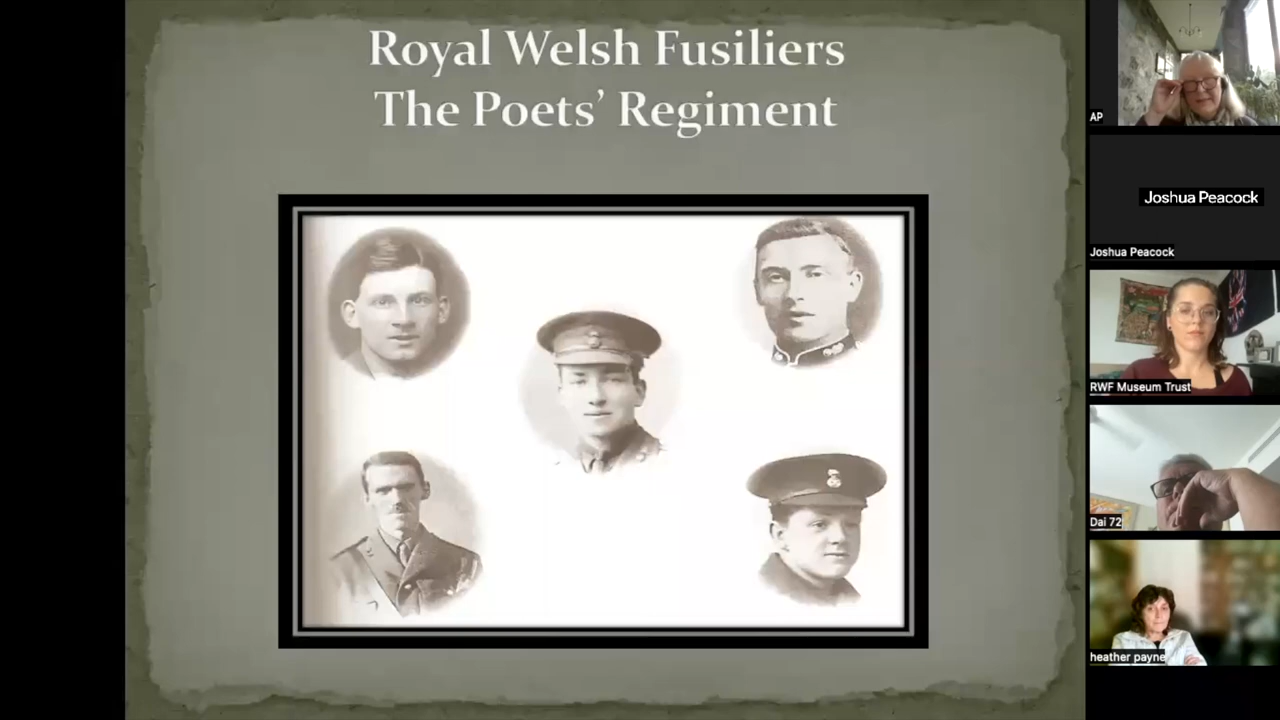 Royal Welsh Fusiliers
The Poets’ Regiment
AP
Joshua Peacock
Joshua Peacock
RWF Museum Trust
Dai 72
heather payne